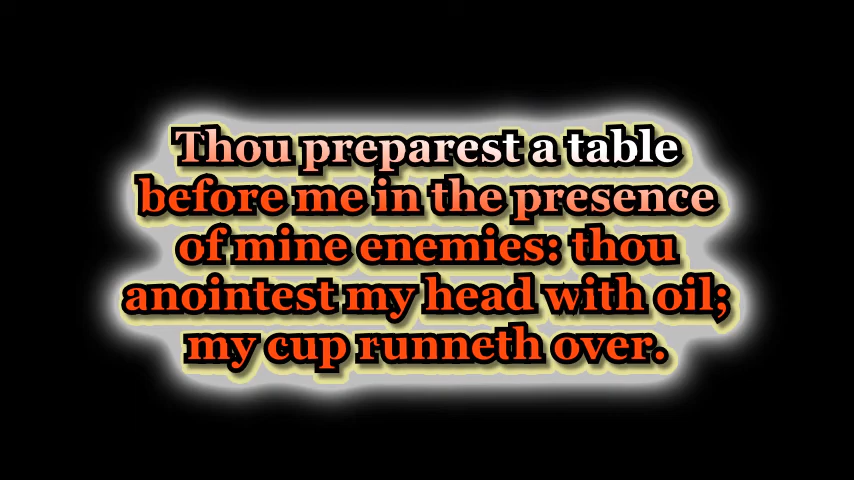 Thou preparest a table
before me in the presence
of mine enemies: thou
anointest my head with oil;
my cup runneth over.